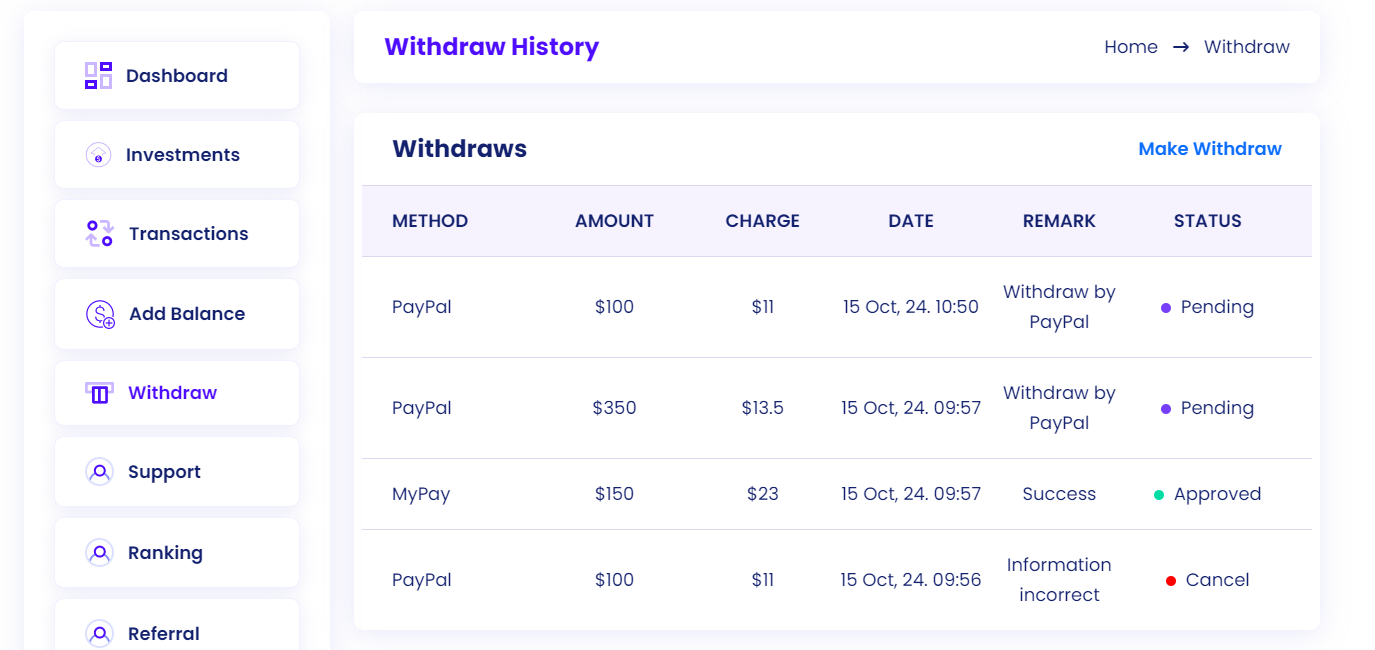 Dashboard
Investments
Transactions
Add Balance
Withdraw
Support
Ranking
Referral
Withdraw History
Home → Withdraw
Withdraws
Make Withdraw
METHOD AMOUNT CHARGE DATE REMARK STATUS
PayPal $100 $11 15 Oct, 24. 10:50 Withdraw by PayPal Pending
PayPal $350 $13.5 15 Oct, 24. 09:57 Withdraw by PayPal Pending
MyPay $150 $23 15 Oct, 24. 09:57 Success Approved
PayPal $100 $11 15 Oct, 24. 09:56 Information incorrect Cancel